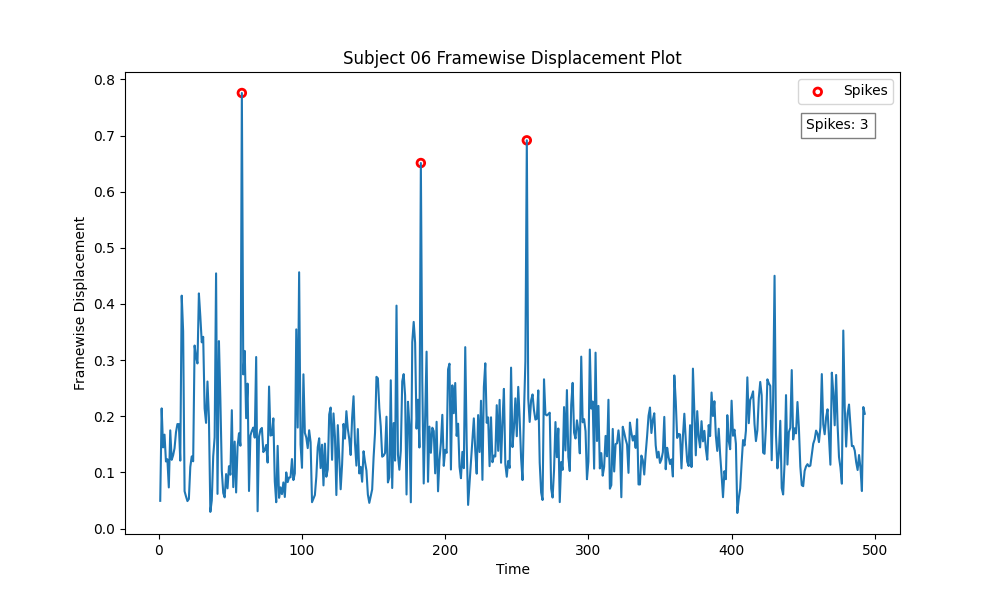 Subject 06 Framewise Displacement Plot
Spikes
Spikes: 3
Framewise Displacement
0.8
0.7
0.6
0.5
0.4
0.3
0.2
0.1
0.0
0 100 200 300 400 500
Time